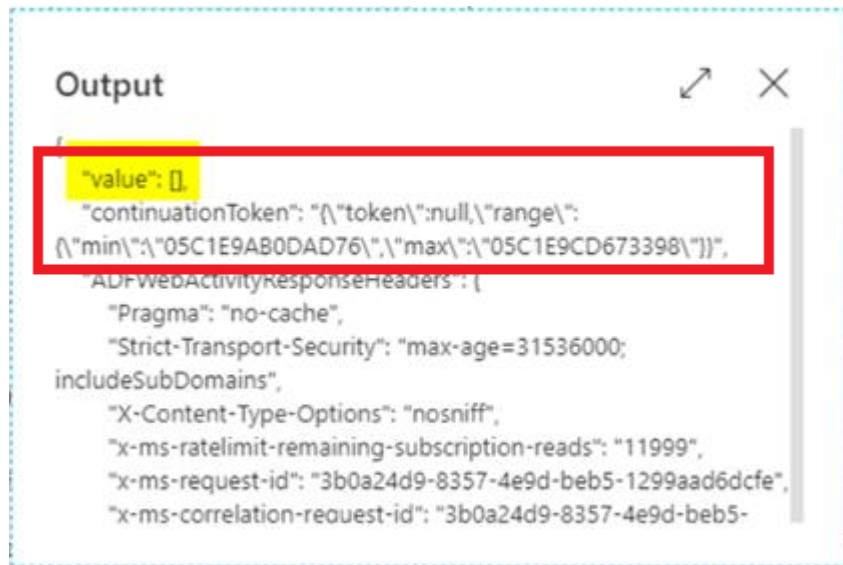 Output
{
"value": [],
"continuationToken": "{\"token\":null,\"range\":
{\"min\":\"05C1E9AB0DAD76\",\"max\":\"05C1E9CD673398\"}}",
"ADFWebActivityResponseHeaders": {
"Pragma": "no-cache",
"Strict-Transport-Security": "max-age=31536000;
includeSubDomains",
"X-Content-Type-Options": "nosniff",
"x-ms-ratelimit-remaining-subscription-reads": "11999",
"x-ms-request-id": "3b0a24d9-8357-4e9d-beb5-1299aad6dcfe",
"x-ms-correlation-request-id": "3b0a24d9-8357-4e9d-beb5-